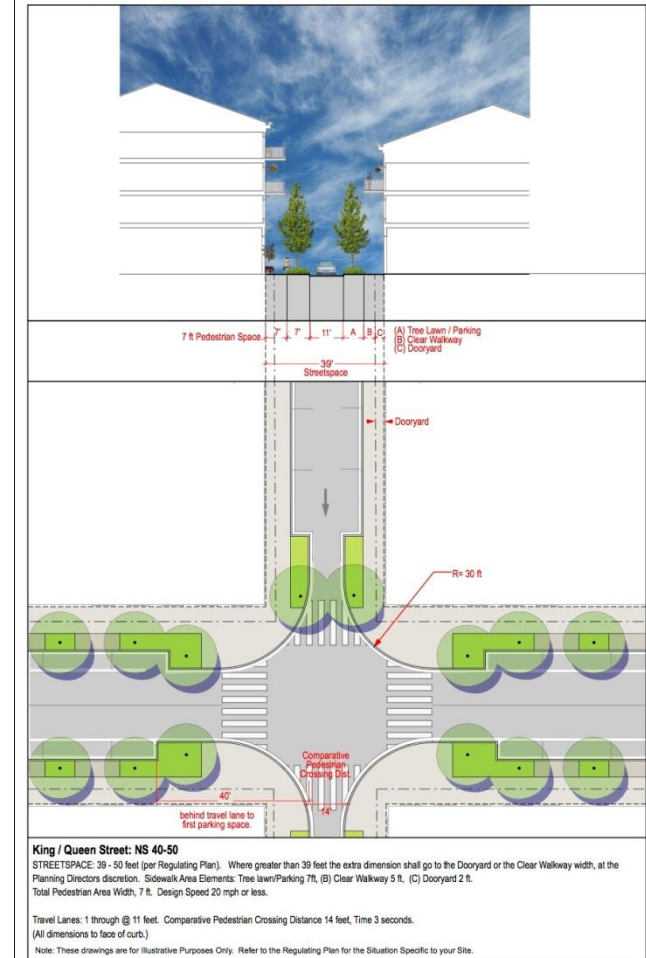 7 ft Pedestrian Space
7' 7' 11' A B C
(A) Tree Lawn / Parking
(B) Clear Walkway
(C) Dooryard
39'
Streetspace
Dooryard
R= 30 ft
Comparative
Pedestrian
Crossing Dist.
40'
14'
behind travel lane to
first parking space.
King / Queen Street: NS 40-50
STREETSPACE: 39 - 50 feet (per Regulating Plan). Where greater than 39 feet the extra dimension shall go to the Dooryard or the Clear Walkway width, at the
Planning Directors discretion. Sidewalk Area Elements: Tree lawn/Parking 7ft, (B) Clear Walkway 5 ft, (C) Dooryard 2 ft.
Total Pedestrian Area Width, 7 ft. Design Speed 20 mph or less.
Travel Lanes: 1 through @ 11 feet. Comparative Pedestrian Crossing Distance 14 feet, Time 3 seconds.
(All dimensions to face of curb.)
Note: These drawings are for Illustrative Purposes Only. Refer to the Regulating Plan for the Situation Specific to your Site.